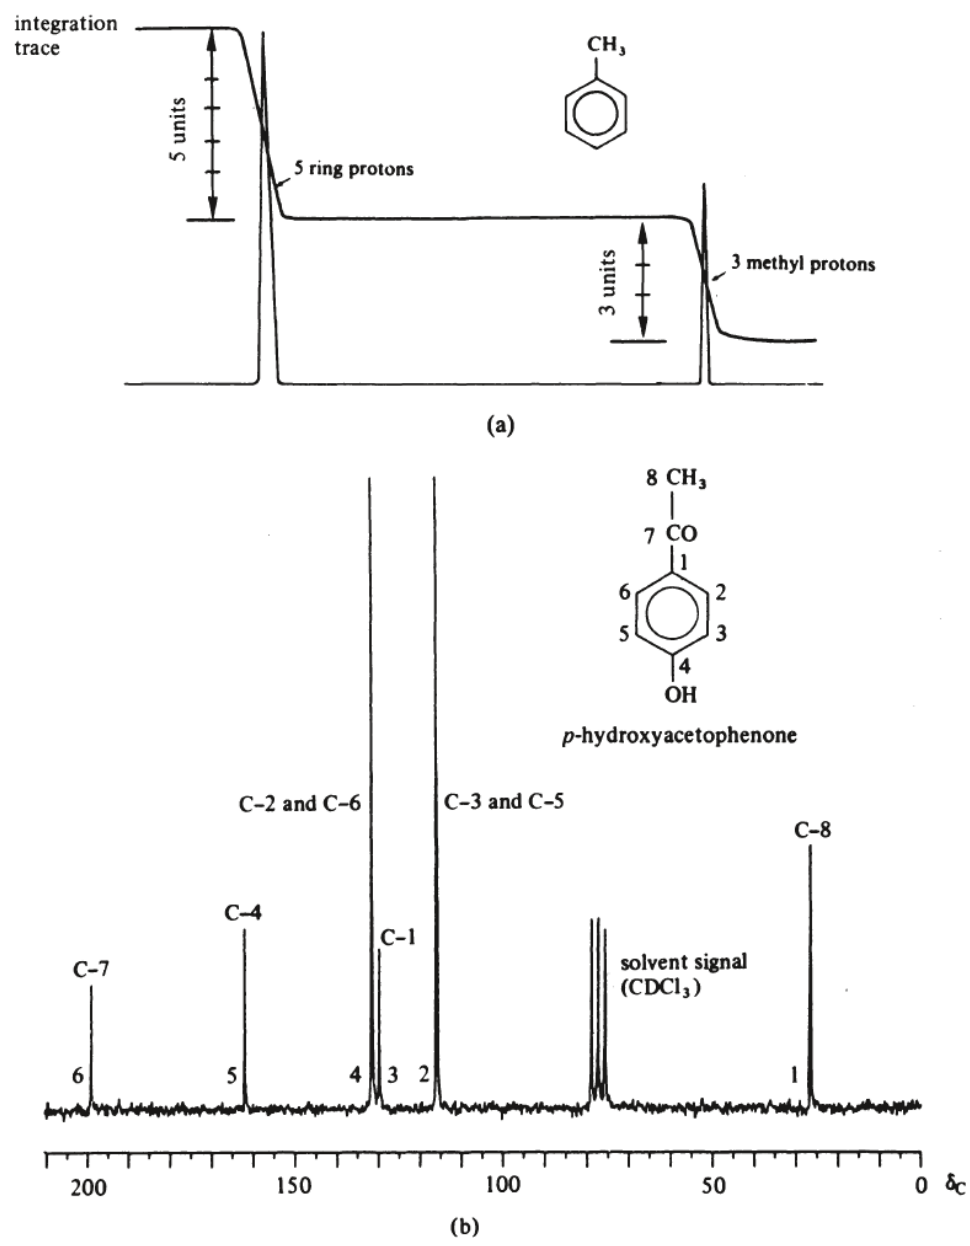 integration
trace
CH₃
5 units
5 ring protons
3 units
3 methyl protons
(a)
8 CH₃
7 CO
1
6 2
5 3
4
OH
p-hydroxyacetophenone
C-2 and C-6
C-3 and C-5
C-8
C-4
C-1
C-7
solvent signal
(CDCl₃)
6 5 4 3 2 1
200 150 100 50 0 δC
(b)